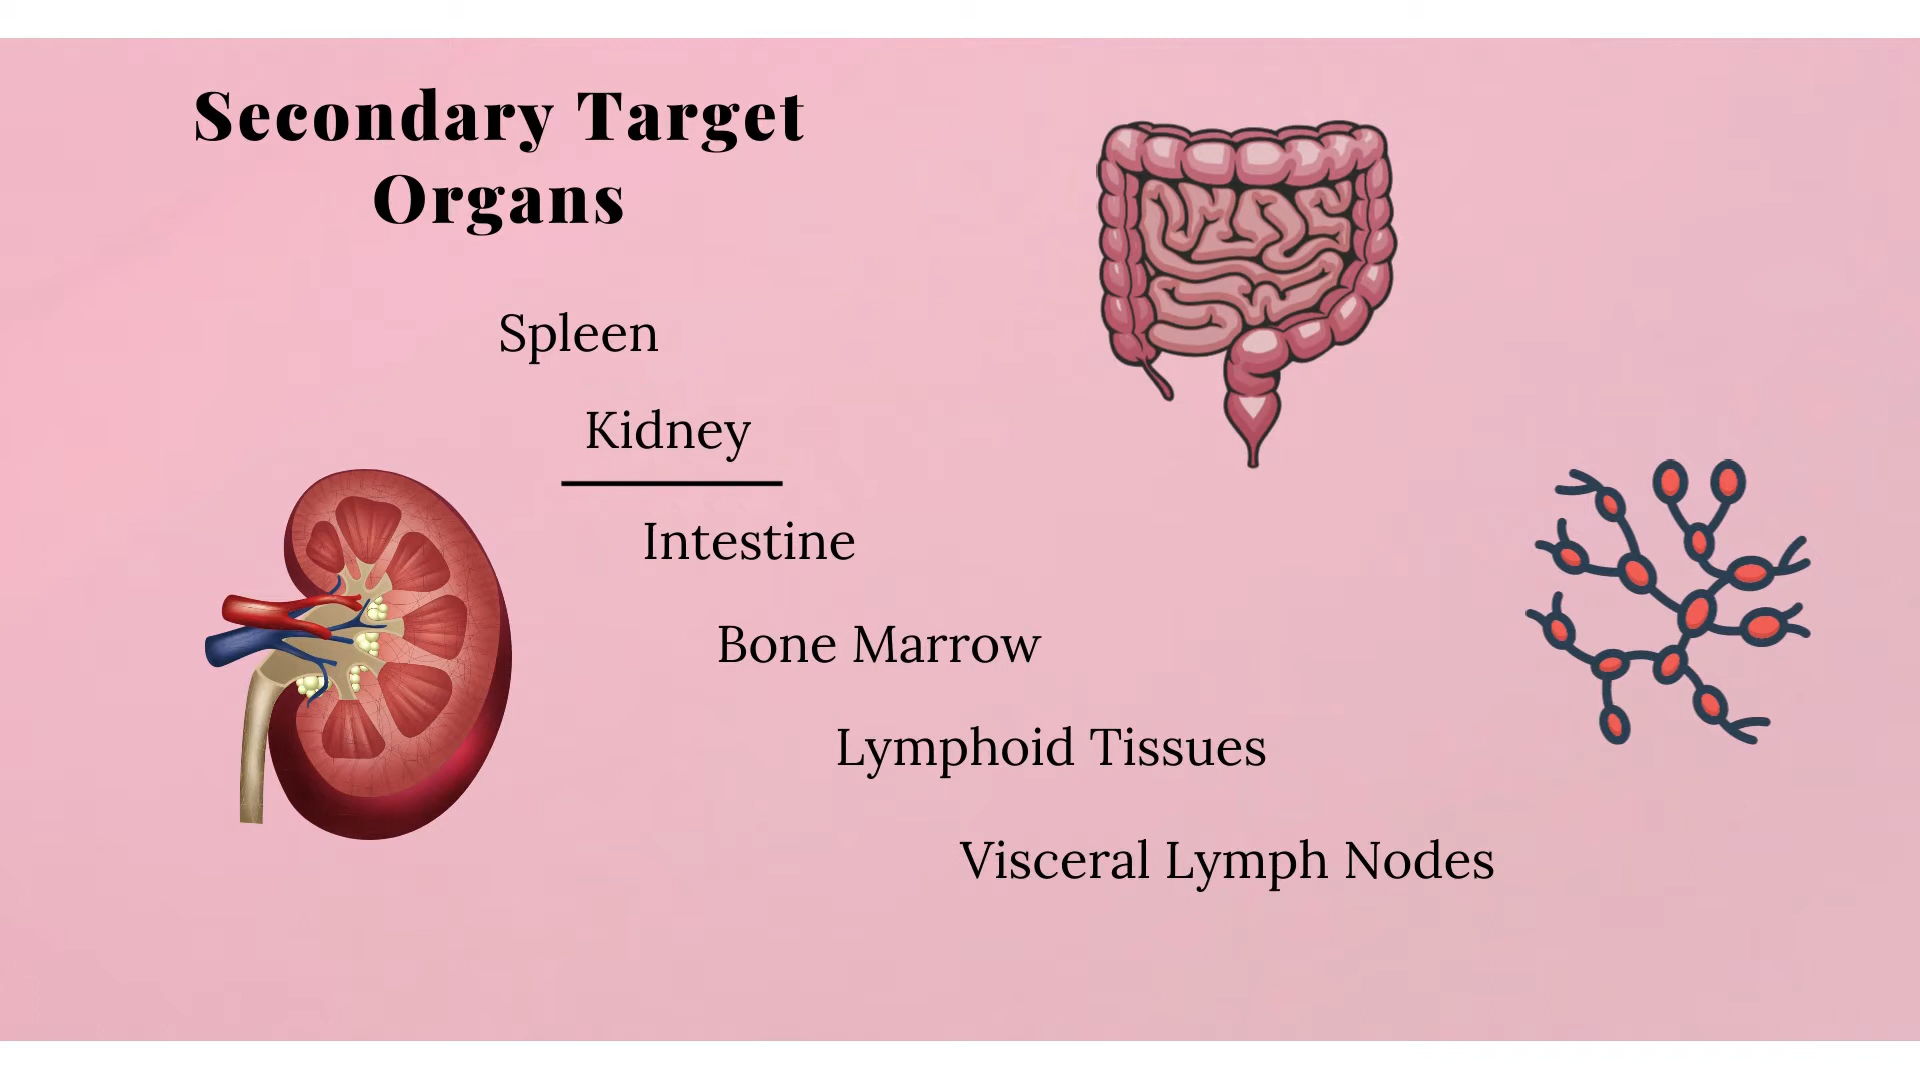 Secondary Target
Organs
Spleen
Kidney
Intestine
Bone Marrow
Lymphoid Tissues
Visceral Lymph Nodes